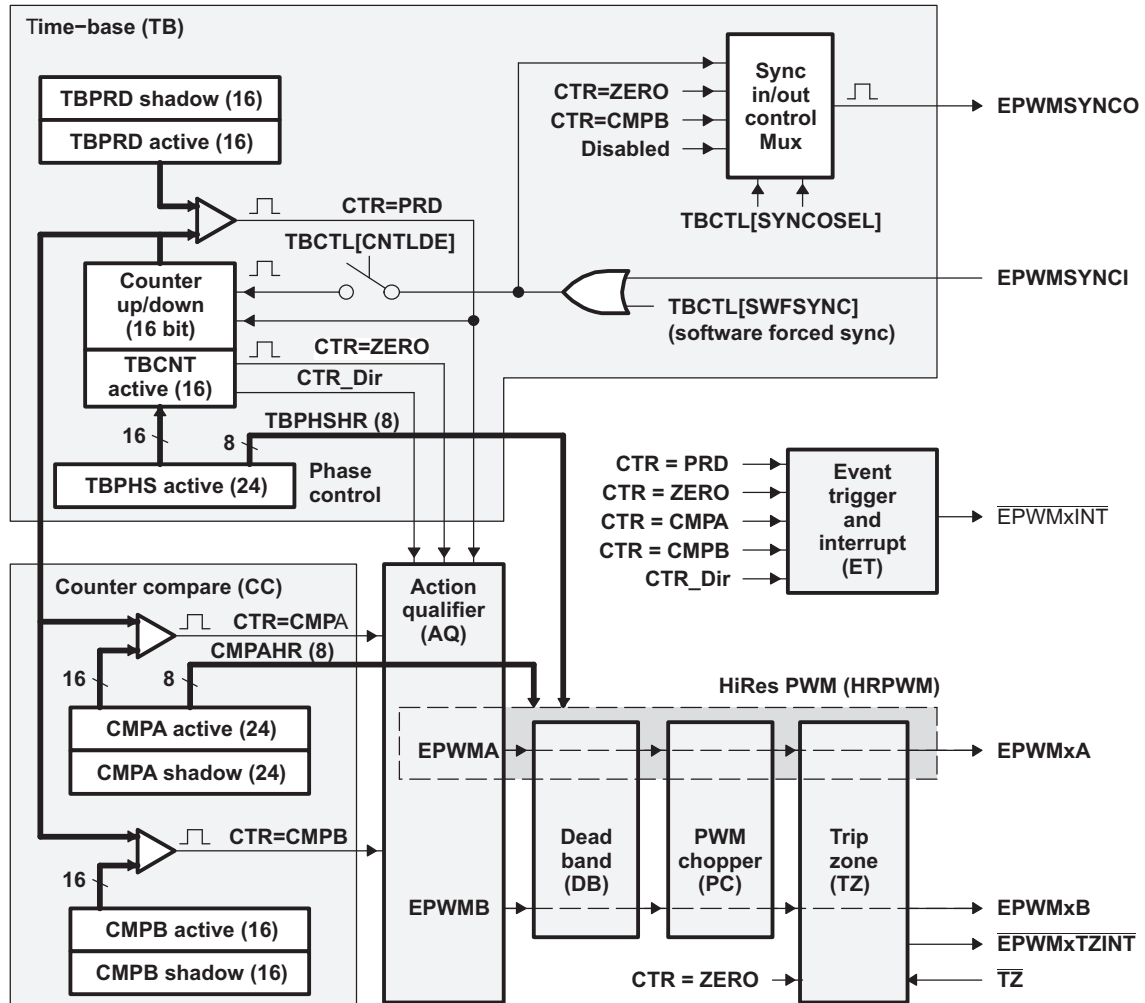 Time−base (TB)
TBPRD shadow (16)
TBPRD active (16)
CTR=PRD
TBCTL[CNTLDE]
Counter
up/down
(16 bit)
TBCNT
active (16)
CTR=ZERO
CTR_Dir
16
8
TBPHSHR (8)
TBPHS active (24)
Phase
control
CTR=ZERO
CTR=CMPB
Disabled
Sync
in/out
control
Mux
TBCTL[SYNCOSEL]
EPWMSYNCO
EPWMSYNCI
TBCTL[SWFSYNC]
(software forced sync)
CTR = PRD
CTR = ZERO
CTR = CMPA
CTR = CMPB
CTR_Dir
Event
trigger
and
interrupt
(ET)
EPWMxINT
Counter compare (CC)
CTR=CMPA
16
8
CMPAHR (8)
CMPA active (24)
CMPA shadow (24)
CTR=CMPB
16
CMPB active (16)
CMPB shadow (16)
Action
qualifier
(AQ)
EPWMA
EPWMB
HiRes PWM (HRPWM)
Dead
band
(DB)
PWM
chopper
(PC)
Trip
zone
(TZ)
CTR = ZERO
EPWMxA
EPWMxB
EPWMxTZINT
TZ